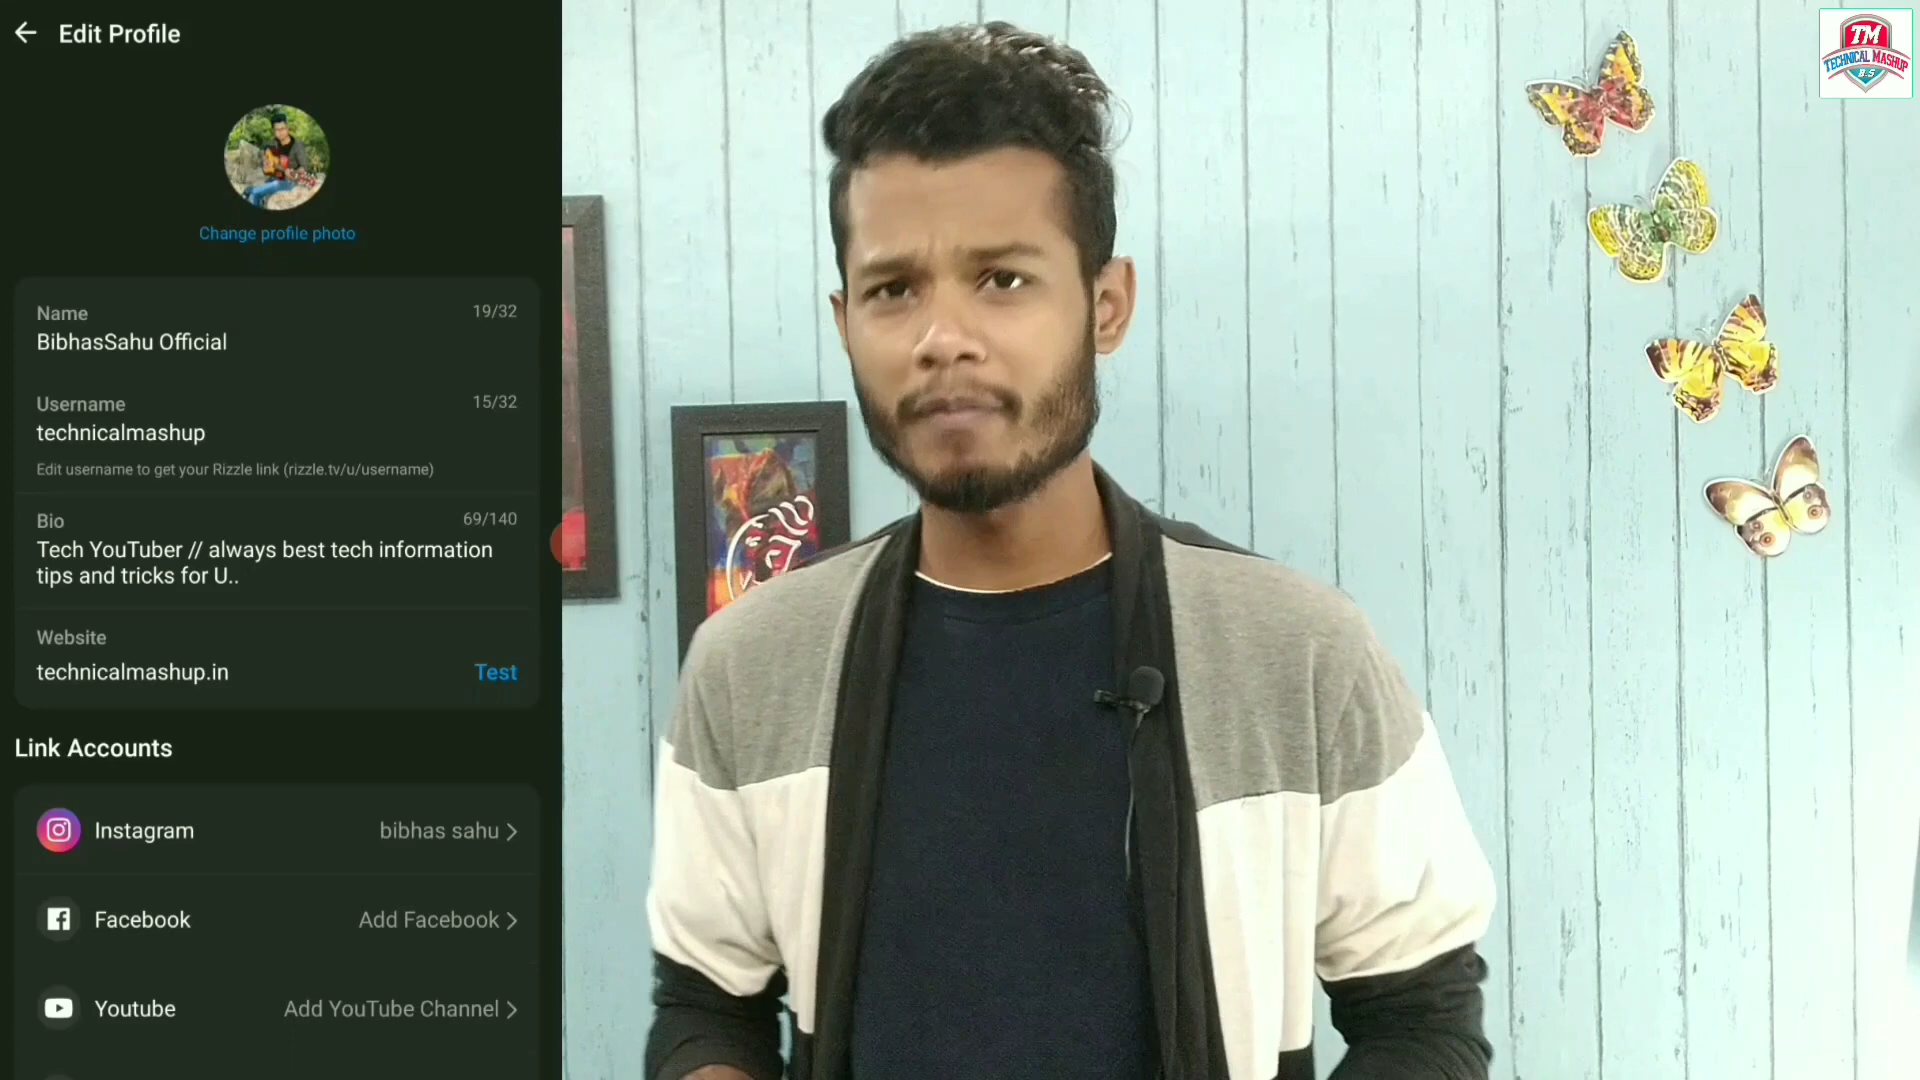 Edit Profile
Change profile photo
Name 19/32
BibhasSahu Official
Username 15/32
technicalmashup
Edit username to get your Rizzle link (rizzle.tv/u/username)
Bio 69/140
Tech YouTuber // always best tech information
tips and tricks for U..
Website
technicalmashup.in Test
Link Accounts
Instagram bibhas sahu
Facebook Add Facebook
Youtube Add YouTube Channel
TM
TECHNICAL MASHUP
B.S